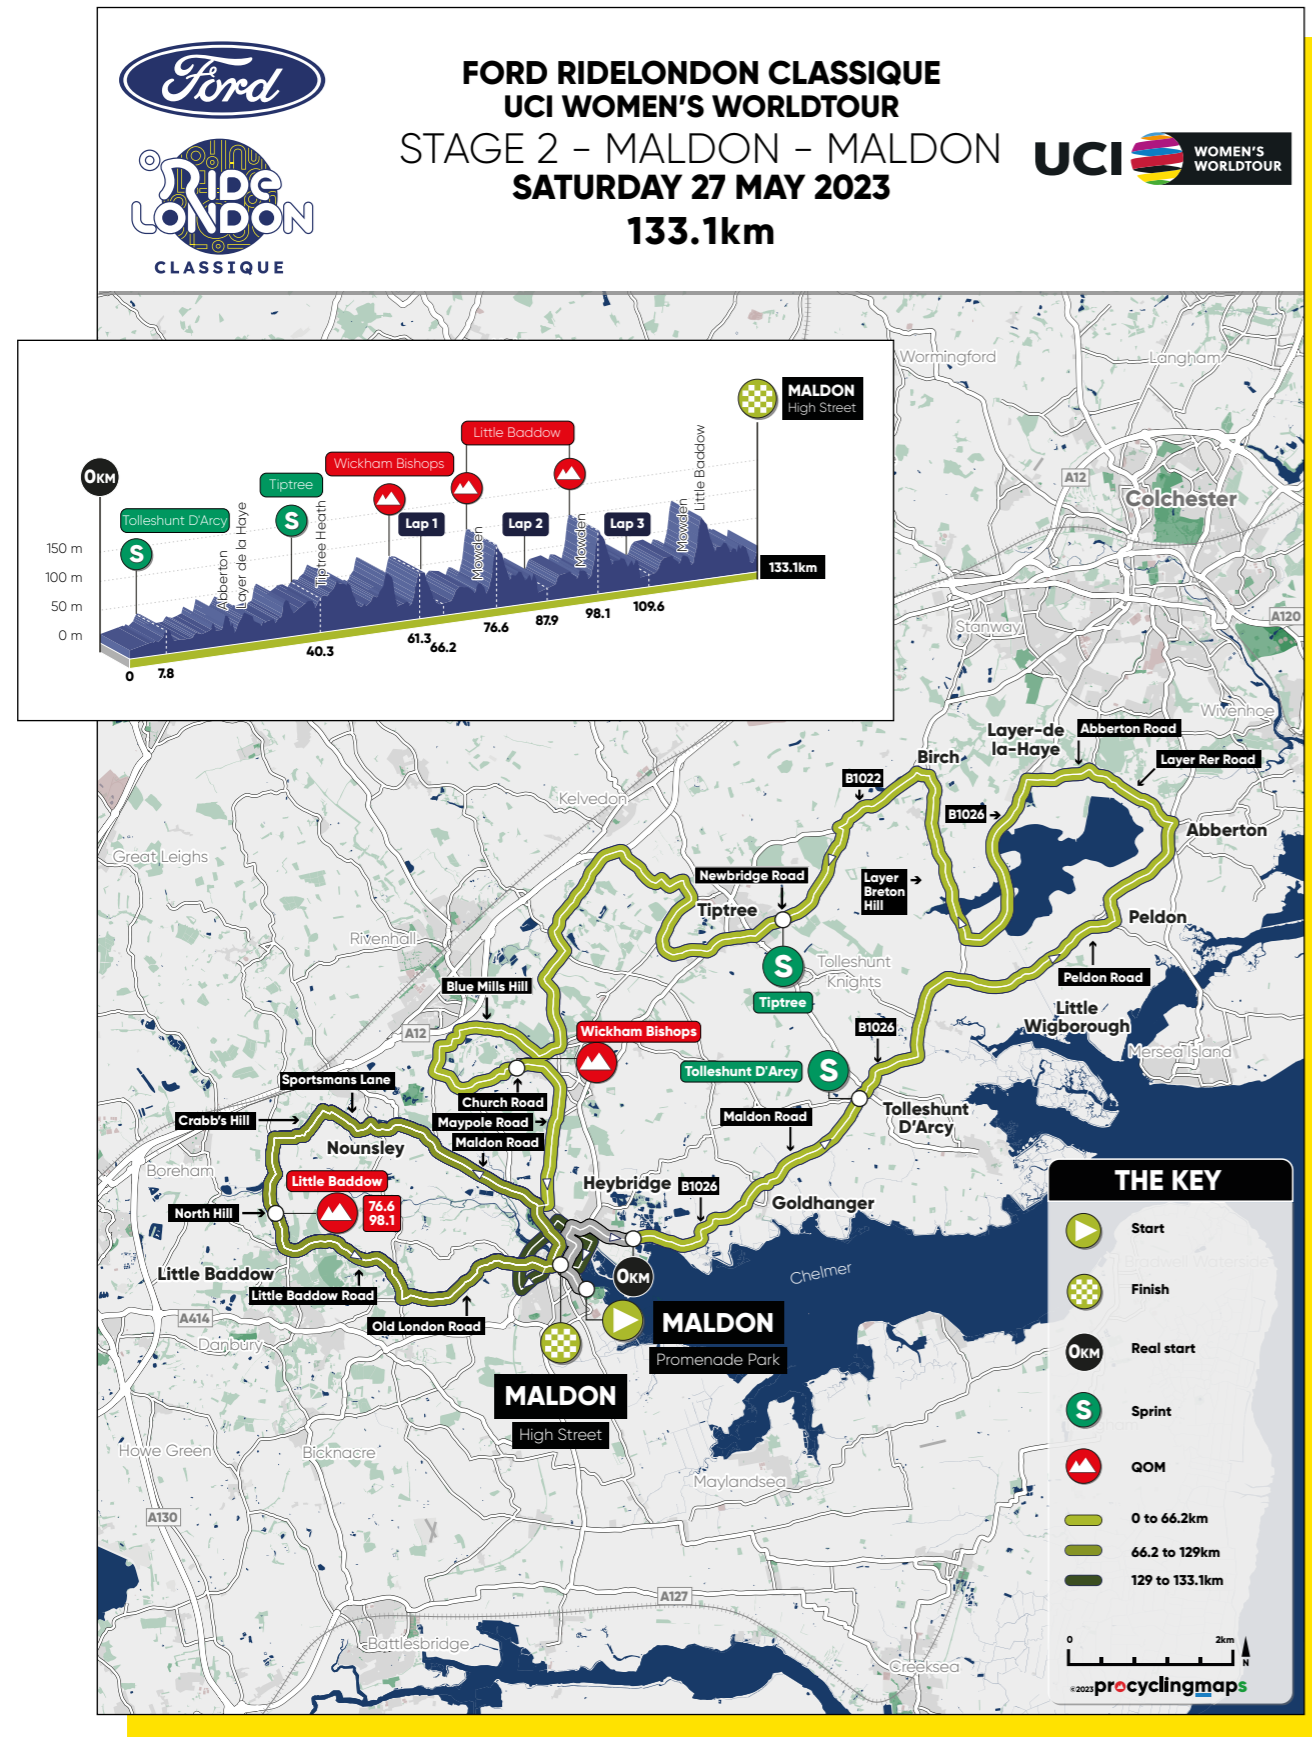 Ford
RIDE
LONDON
CLASSIQUE
FORD RIDELONDON CLASSIQUE
UCI WOMEN'S WORLDTOUR
STAGE 2 - MALDON - MALDON
SATURDAY 27 MAY 2023
133.1km
UCI
WOMEN'S
WORLDTOUR
MALDON
High Street
Little Baddow
Wickham Bishops
Tiptree
Tolleshunt D'Arcy
0KM
S
S
Lap 1
Lap 2
Lap 3
Abberton
Layer de la Haye
Tiptree Heath
Mowden
Mowden
Mowden
Little Baddow
150 m
100 m
50 m
0 m
133.1km
0
7.8
40.3
61.3
66.2
76.6
87.9
98.1
109.6
Wormingford
Langham
A12
Colchester
A120
Stanway
Wivenhoe
Layer-de
la-Haye
Abberton Road
Birch
Layer Rer Road
B1022
Kelvedon
B1026
Abberton
Great Leighs
Newbridge Road
Layer
Breton
Hill
Tiptree
Peldon
Rivenhall
S
Tolleshunt
Knights
Peldon Road
Blue Mills Hill
Tiptree
Little
Wigborough
A12
Wickham Bishops
B1026
Mersea Island
Tolleshunt D'Arcy
S
Sportsmans Lane
Church Road
Tolleshunt
D'Arcy
Crabb's Hill
Maypole Road
Maldon Road
Maldon Road
Nounsley
Boreham
Little Baddow
76.6
98.1
Heybridge
B1026
Goldhanger
North Hill
Little Baddow
0KM
Chelmer
Little Baddow Road
A414
Old London Road
MALDON
Promenade Park
Danbury
MALDON
High Street
Howe Green
Bicknacre
Maylandsea
A130
A127
Battlesbridge
Creeksea
THE KEY
Start
Bradwell Waterside
Finish
0KM
Real start
S
Sprint
QOM
0 to 66.2km
66.2 to 129km
129 to 133.1km
0
2km
N
©2023 procyclingmaps